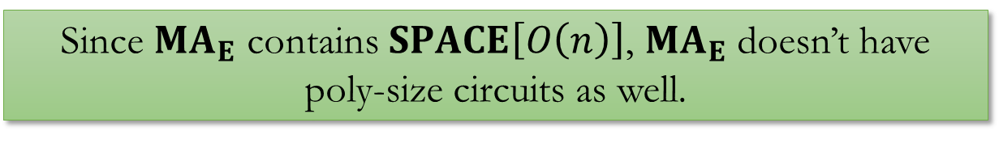 Since MA_E contains SPACE[O(n)], MA_E doesn't have
poly-size circuits as well.